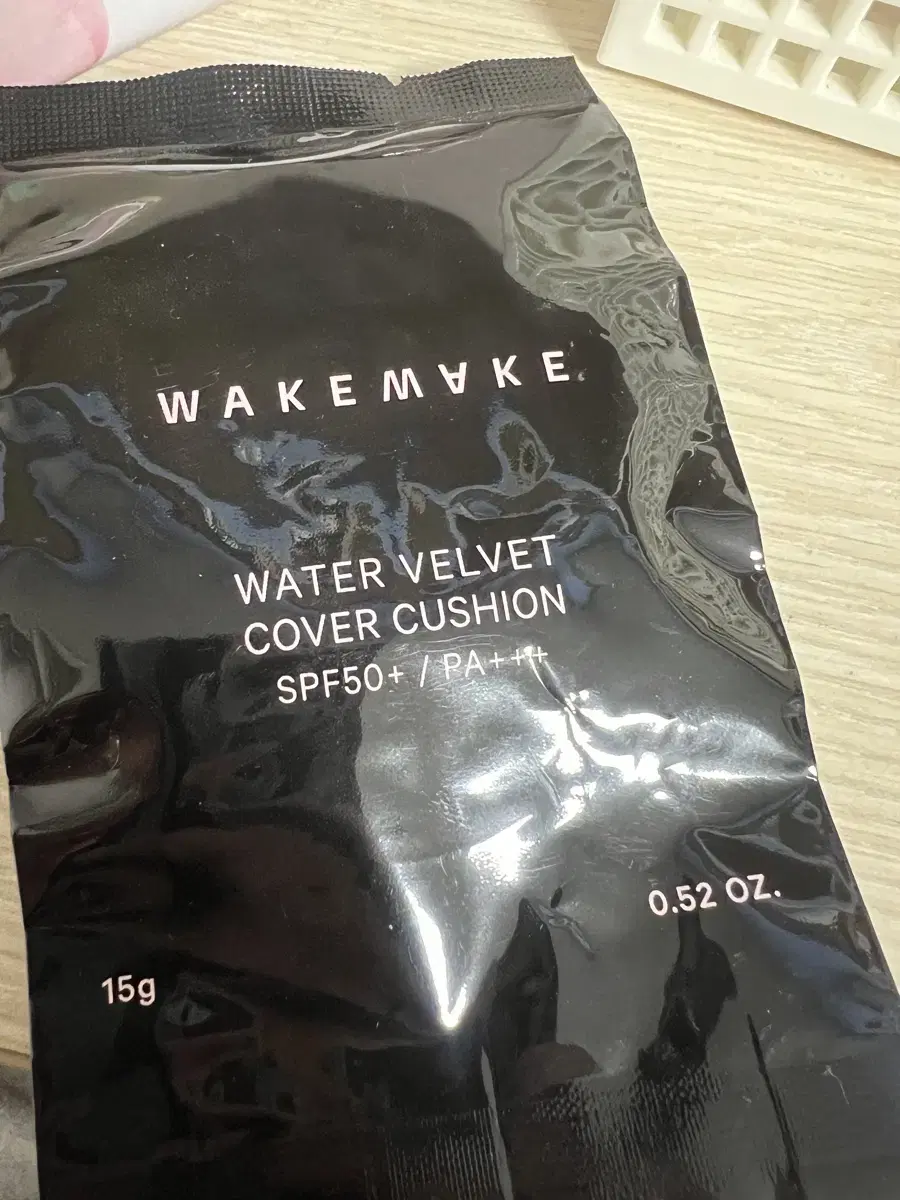 WAKEMAKE
WATER VELVET
COVER CUSHION
SPF50+ / PA+++
0.52 OZ.
15g